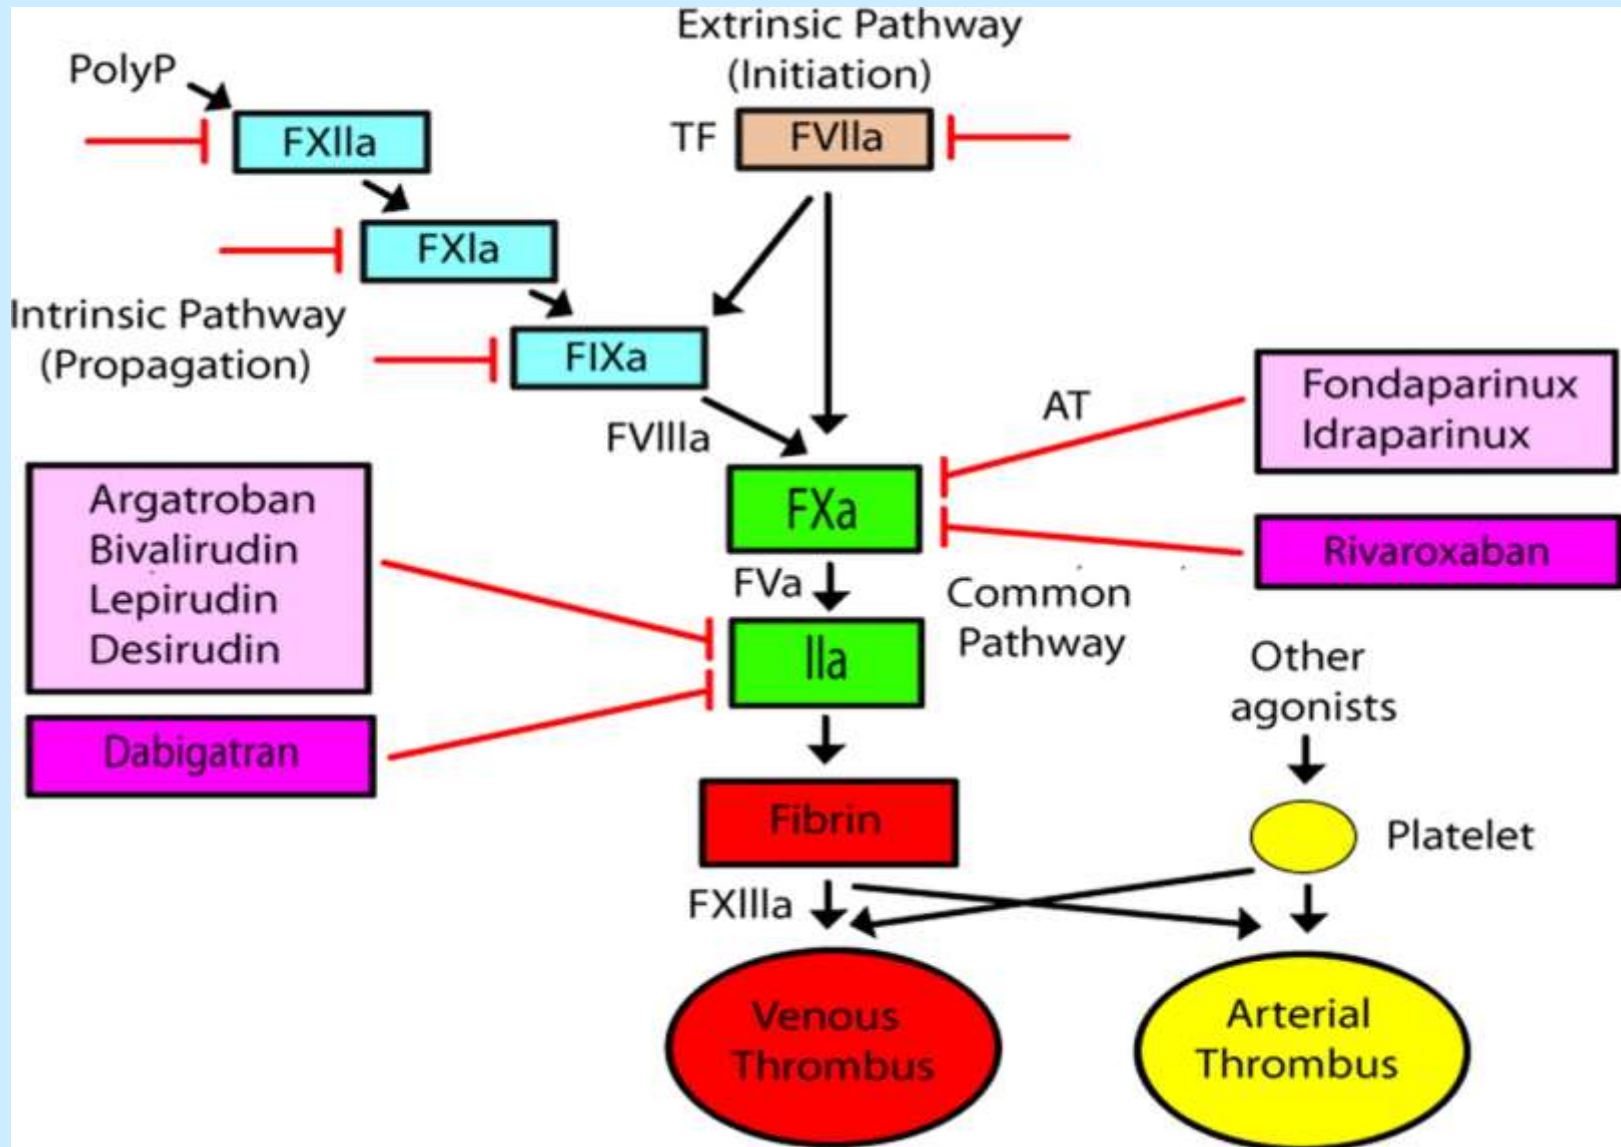 Extrinsic Pathway
(Initiation)
PolyP
FXIIa
TF
FVIIa
FXIa
Intrinsic Pathway
(Propagation)
FIXa
FVIIIa
AT
Fondaparinux
Idraparinux
Argatroban
Bivalirudin
Lepirudin
Desirudin
FXa
Rivaroxaban
FVa
Common
Pathway
IIa
Dabigatran
Other
agonists
Fibrin
Platelet
FXIIIa
Venous
Thrombus
Arterial
Thrombus